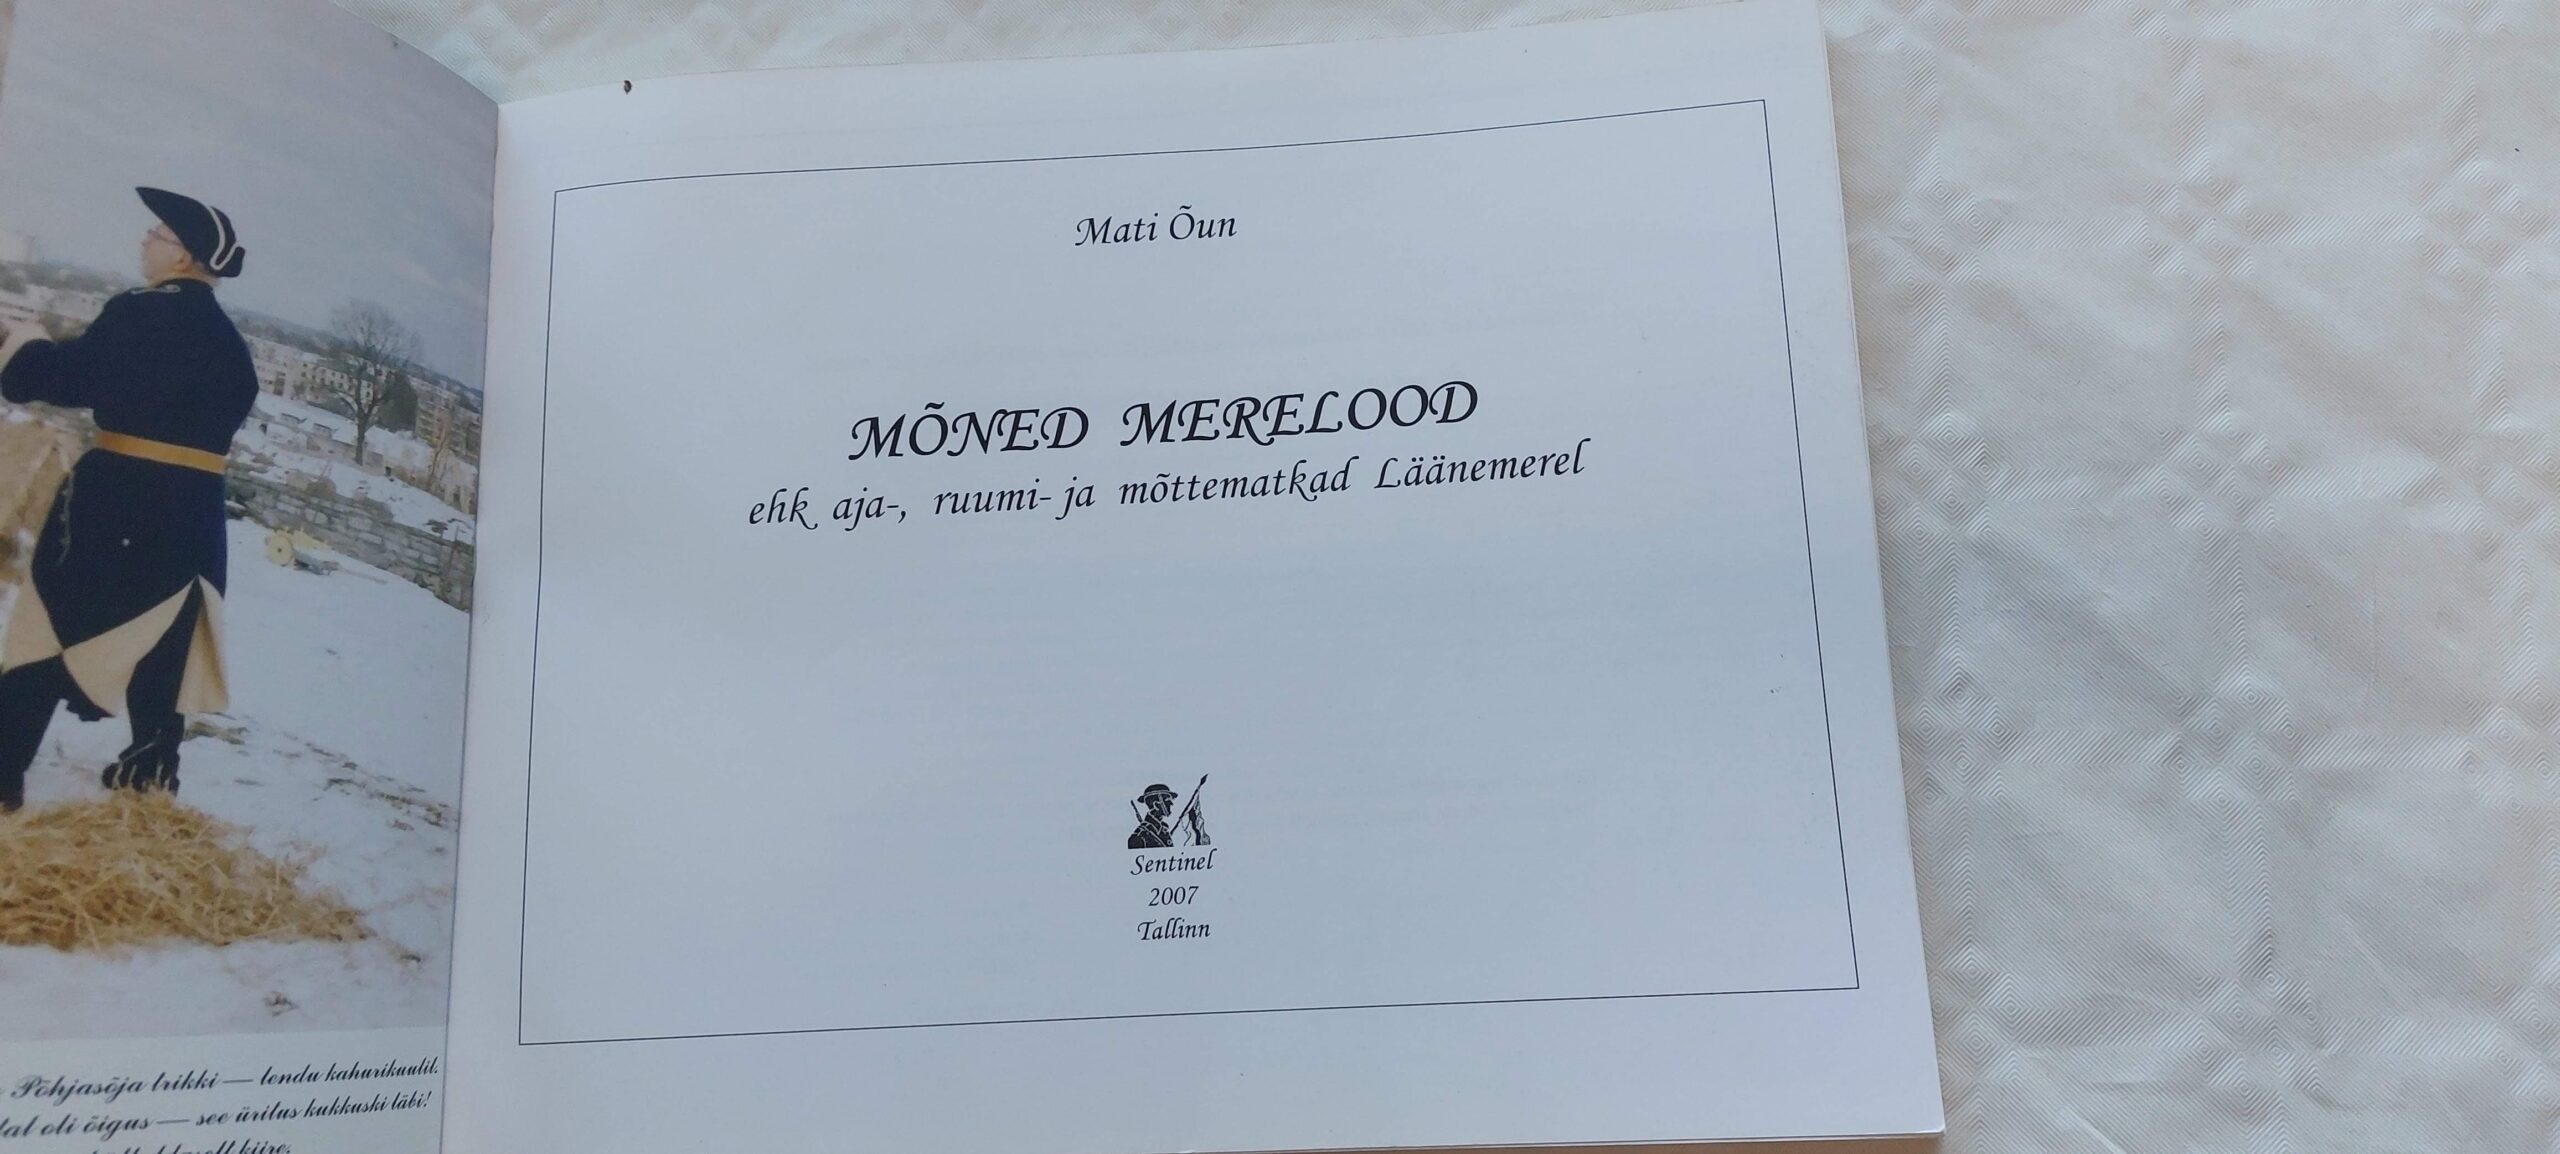 Põhjasõja trikki — lendu kahurikuulil.
oli õigus — see üritus kukkuski läbi!
kiire.
Mati Õun
MÕNED MERELOOD
ehk aja-, ruumi- ja mõttematkad Läänemerel
Sentinel
2007
Tallinn